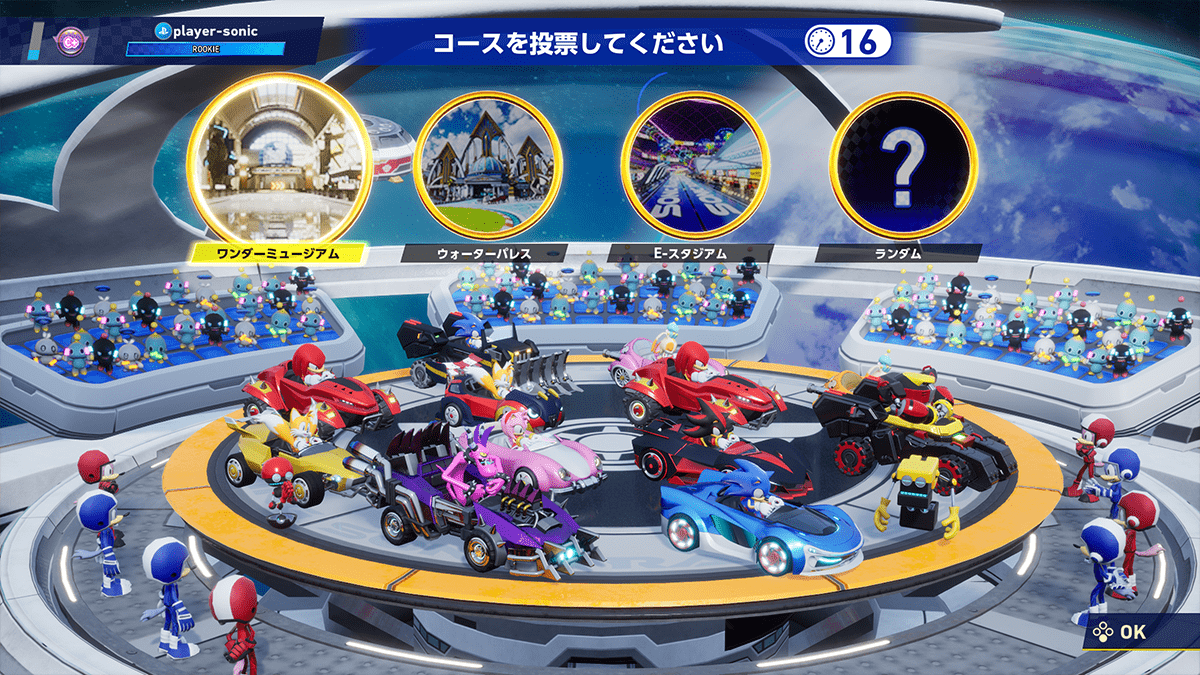 player-sonic
ROOKIE
コースを投票してください
16
ワンダーミュージアム
ウォーターパレス
E-スタジアム
ランダム
?
OK